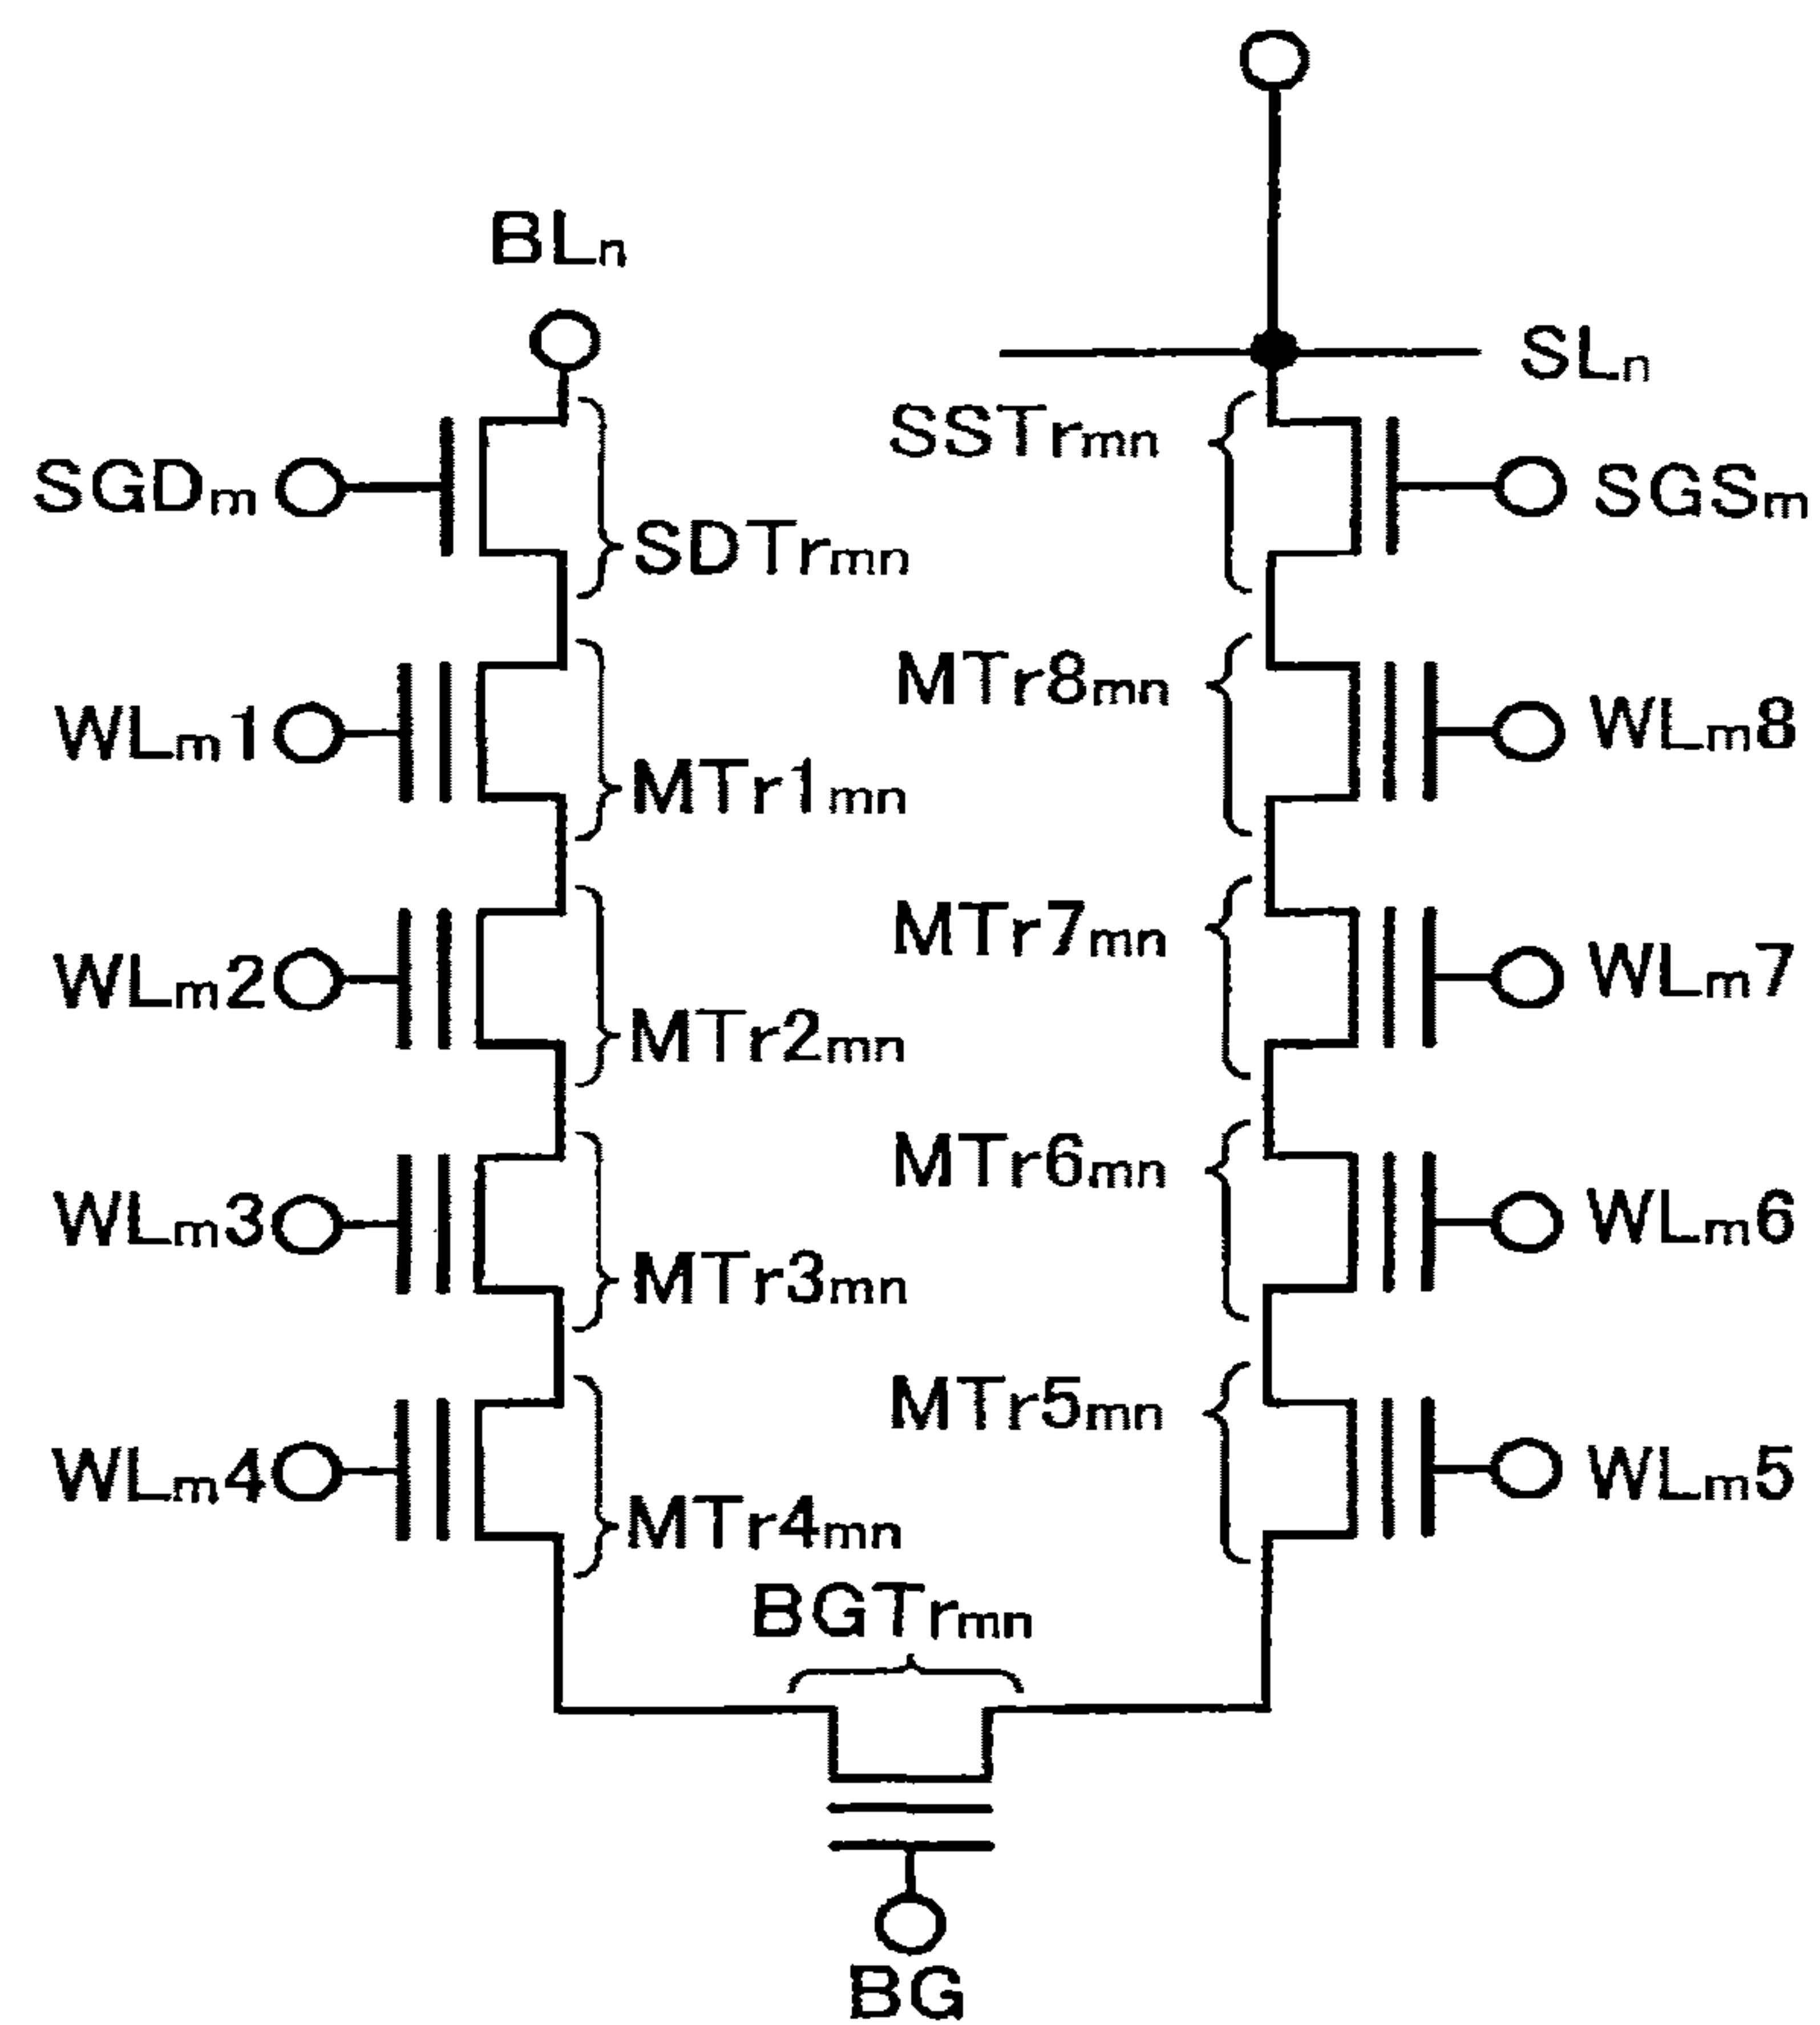 BLn
SLn
SSTrmn
SGDm
SGSm
SDTrmn
MTr8mn
WLm1
WLm8
MTr1mn
MTr7mn
WLm2
WLm7
MTr2mn
MTr6mn
WLm3
WLm6
MTr3mn
MTr5mn
WLm4
WLm5
MTr4mn
BGTrmn
BG